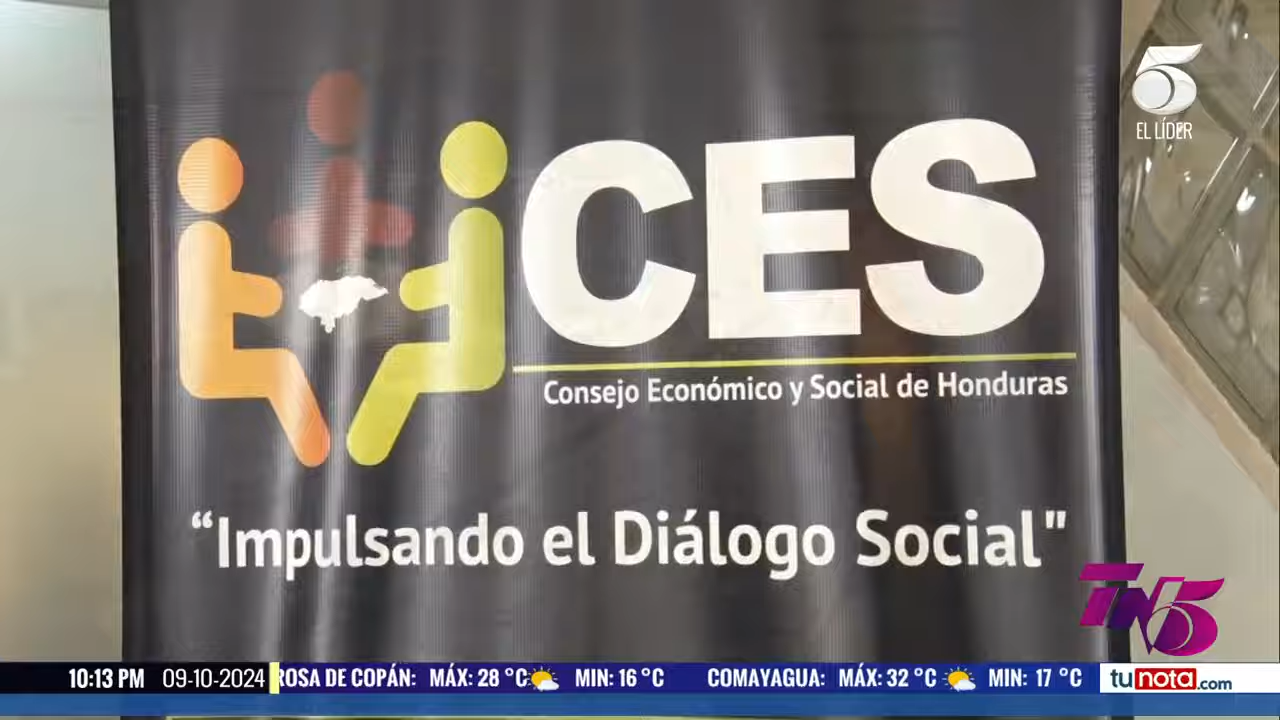 5
EL LÍDER
CES
Consejo Económico y Social de Honduras
“Impulsando el Diálogo Social"
TN5
10:13 PM 09-10-2024 ROSA DE COPÁN: MÁX: 28 °C MIN: 16 °C COMAYAGUA: MÁX: 32 °C MIN: 17 °C tunota.com